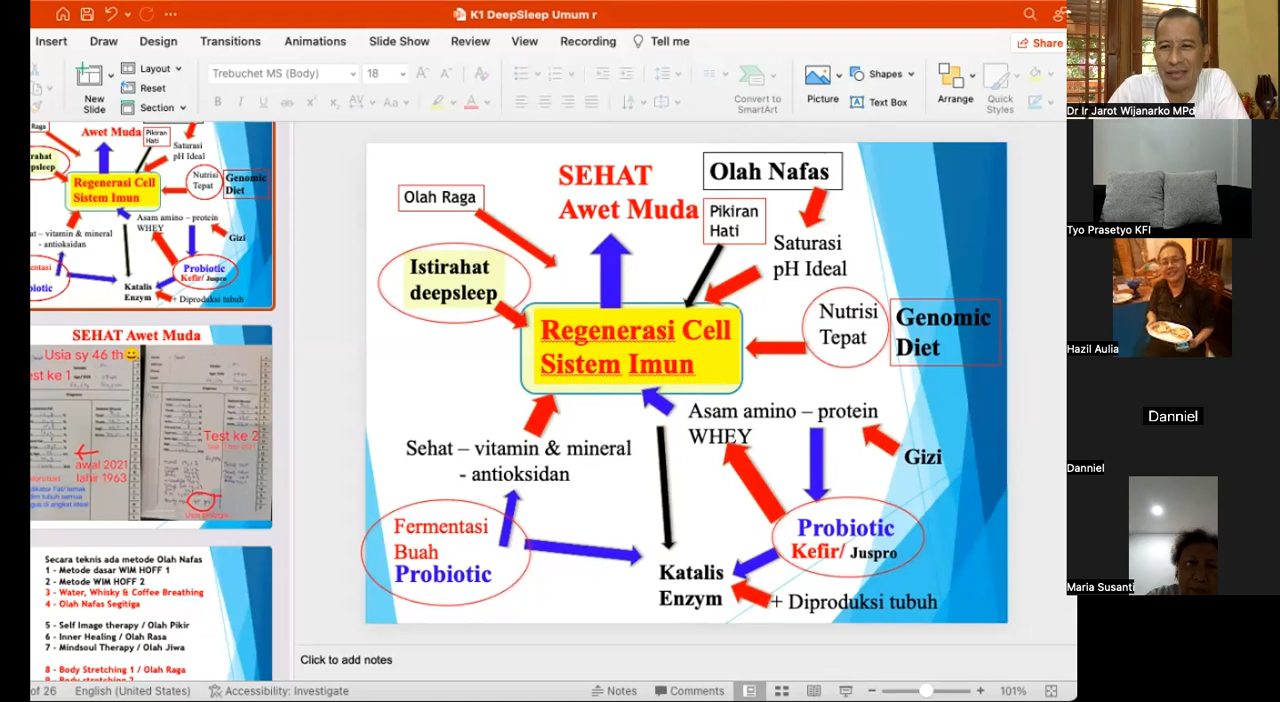 K1 DeepSleep Umum r
Insert Draw Design Transitions Animations Slide Show Review View Recording Tell me
Share
New
Slide
Layout
Reset
Section
Trebuchet MS (Body) 18
Convert to
SmartArt
Picture
Shapes
Text Box
Arrange
Quick
Styles
Raga
Awet Muda
Pikiran
Hati
Saturasi
pH Ideal
Regenerasi Cell
Sistem Imun
Nutrisi
Tepat
Genomic
Diet
Asam amino – protein
WHEY
– vitamin & mineral
- antioksidan
Gizi
Probiotic
Kefir/ Juspro
Katalis
Enzym
+ Diproduksi tubuh
SEHAT Awet Muda
Usia sy 46 th😀
Test ke 2
awal 2021
lahir 1963
Secara teknis ada metode Olah Nafas
1 - Metode dasar WIM HOFF 1
2 - Metode WIM HOFF 2
3 - Water, Whisky & Coffee Breathing
4 - Olah Nafas Segitiga
5 - Self Image therapy / Olah Pikir
6 - Inner Healing / Olah Rasa
7 - Mindsoul Therapy / Olah Jiwa
8 - Body Stretching 1 / Olah Raga
SEHAT
Awet Muda
Olah Nafas
Olah Raga
Pikiran
Hati
Saturasi
pH Ideal
Istirahat
deepsleep
Regenerasi Cell
Sistem Imun
Nutrisi
Tepat
Genomic
Diet
Asam amino – protein
WHEY
Sehat – vitamin & mineral
- antioksidan
Gizi
Fermentasi
Buah
Probiotic
Probiotic
Kefir/ Juspro
Katalis
Enzym
+ Diproduksi tubuh
Click to add notes
of 26 English (United States) Accessibility: Investigate Notes Comments 101%
Dr Ir Jarot Wijanarko MPd
Tyo Prasetyo KFI
Hazil Aulia
Danniel
Danniel
Maria Susanti